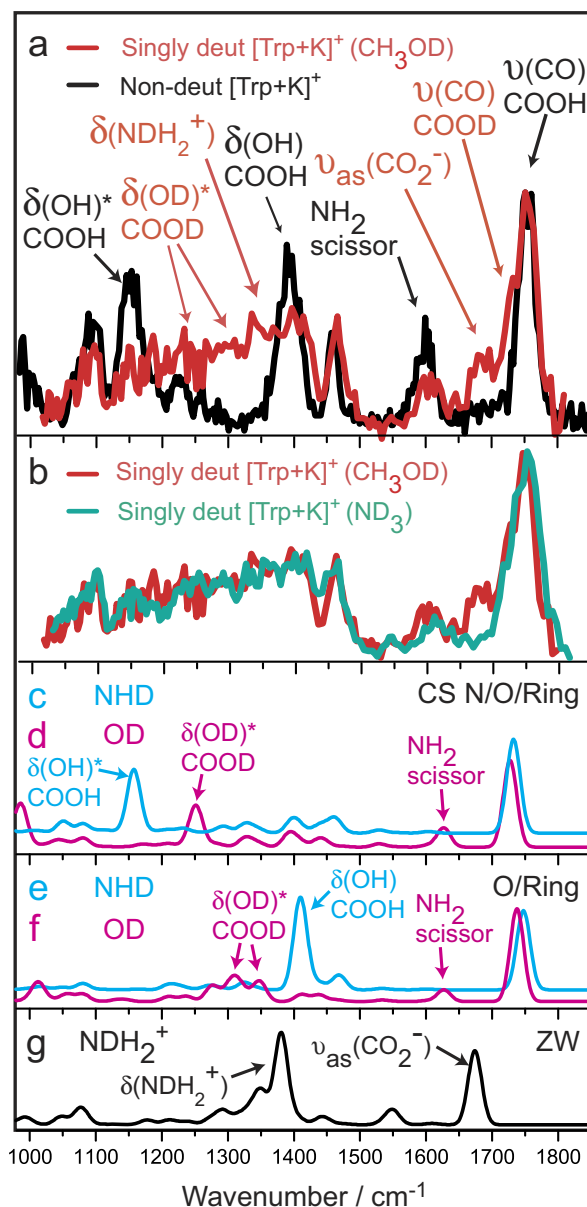 a
Singly deut [Trp+K]⁺ (CH₃OD)
Non-deut [Trp+K]⁺
υ(CO)
COOH
υ(CO)
COOD
δ(NDH₂⁺)
δ(OH)
COOH
υas(CO₂⁻)
δ(OH)*
COOH
δ(OD)*
COOD
NH₂
scissor
b
Singly deut [Trp+K]⁺ (CH₃OD)
Singly deut [Trp+K]⁺ (ND₃)
c NHD CS N/O/Ring
d OD
δ(OH)*
COOH
δ(OD)*
COOD
NH₂
scissor
e NHD O/Ring
f OD
δ(OD)*
COOD
δ(OH)
COOH
NH₂
scissor
g NDH₂⁺ υas(CO₂⁻) ZW
δ(NDH₂⁺)
1000 1100 1200 1300 1400 1500 1600 1700 1800
Wavenumber / cm⁻¹